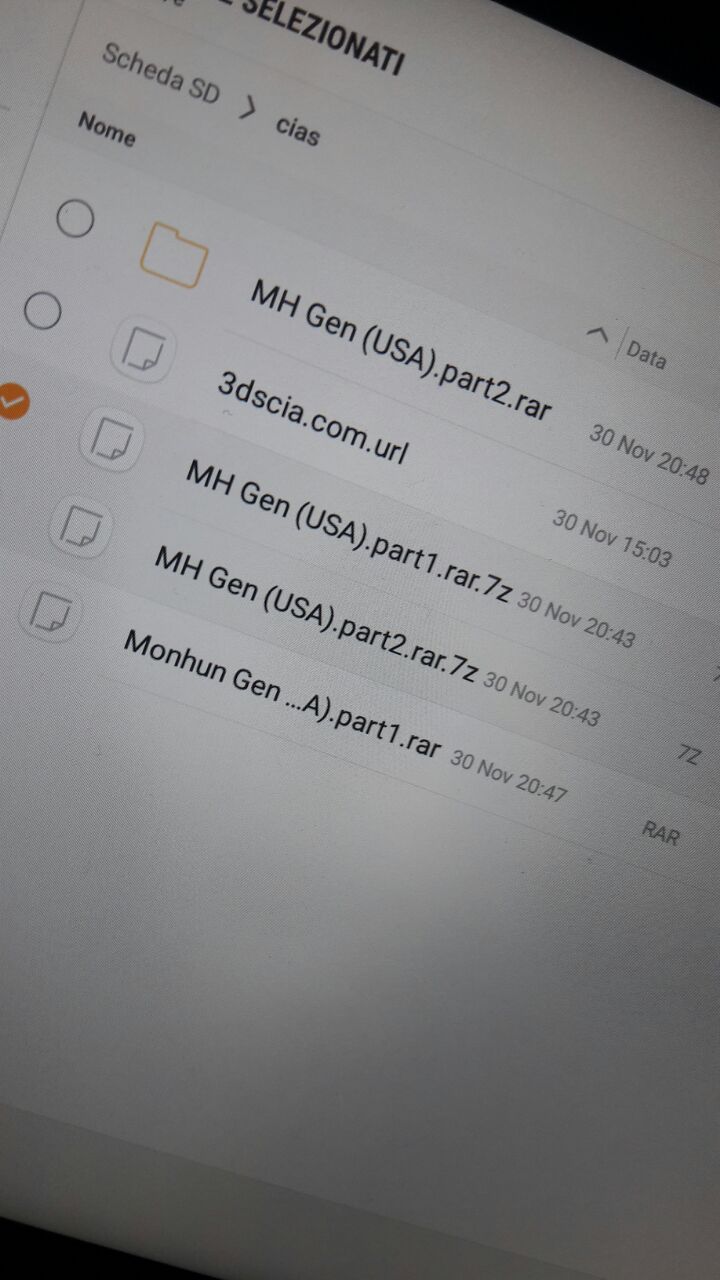 E SELEZIONATI
Scheda SD > cias
Nome
Data
MH Gen (USA).part2.rar 30 Nov 20:48
3dscia.com.url 30 Nov 15:03
MH Gen (USA).part1.rar.7z 30 Nov 20:43
MH Gen (USA).part2.rar.7z 30 Nov 20:43 7Z
Monhun Gen ...A).part1.rar 30 Nov 20:47 RAR